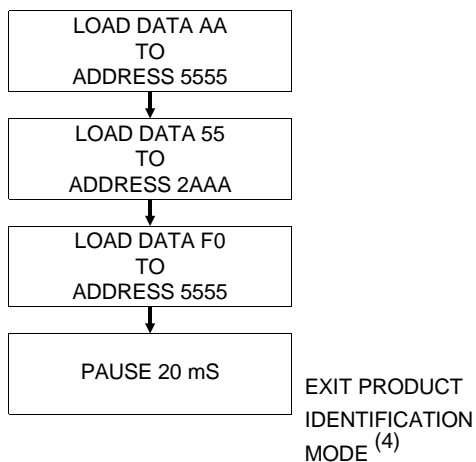 LOAD DATA AA
TO
ADDRESS 5555
LOAD DATA 55
TO
ADDRESS 2AAA
LOAD DATA F0
TO
ADDRESS 5555
PAUSE 20 mS
EXIT PRODUCT
IDENTIFICATION
MODE (4)